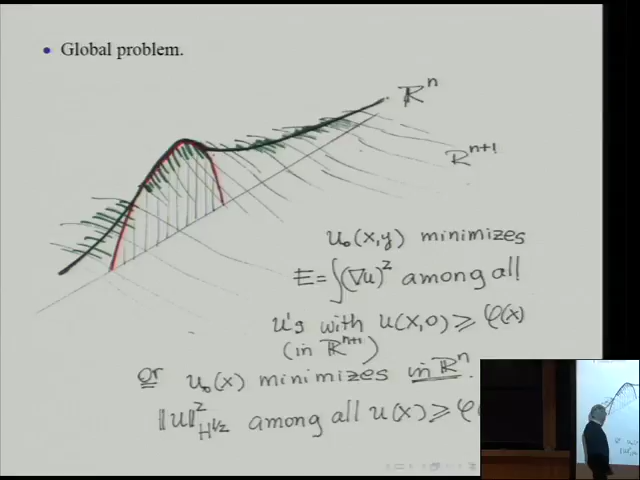 • Global problem.
ℝⁿ
ℝⁿ⁺¹
u₀(x,y) minimizes
E = ∫(∇u)² among all
u's with u(x,0) ⩾ φ(x)
(in ℝⁿ⁺¹)
or u₀(x) minimizes in ℝⁿ.
‖u‖²_H^{1/2} among all u(x) ⩾ φ(